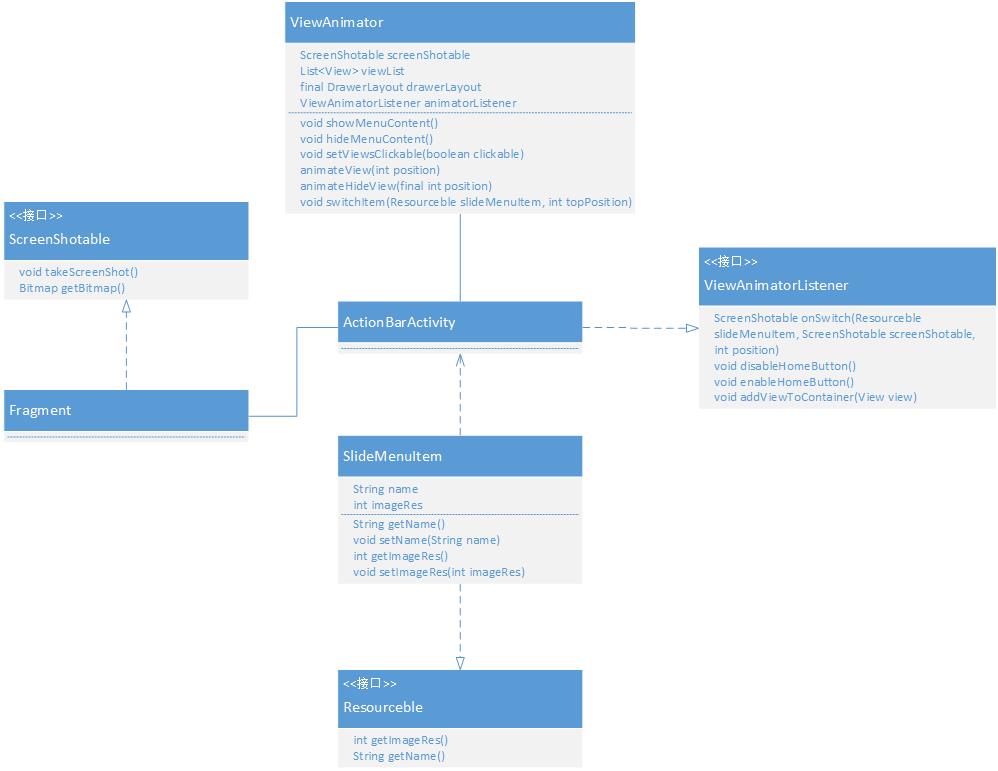 ViewAnimator
ScreenShotable screenShotable
List<View> viewList
final DrawerLayout drawerLayout
ViewAnimatorListener animatorListener
void showMenuContent()
void hideMenuContent()
void setViewsClickable(boolean clickable)
animateView(int position)
animateHideView(final int position)
void switchItem(Resourceble slideMenuItem, int topPosition)
<<接口>>
ScreenShotable
void takeScreenShot()
Bitmap getBitmap()
<<接口>>
ViewAnimatorListener
ScreenShotable onSwitch(Resourceble
slideMenuItem, ScreenShotable screenShotable,
int position)
void disableHomeButton()
void enableHomeButton()
void addViewToContainer(View view)
ActionBarActivity
Fragment
SlideMenuItem
String name
int imageRes
String getName()
void setName(String name)
int getImageRes()
void setImageRes(int imageRes)
<<接口>>
Resourceble
int getImageRes()
String getName()